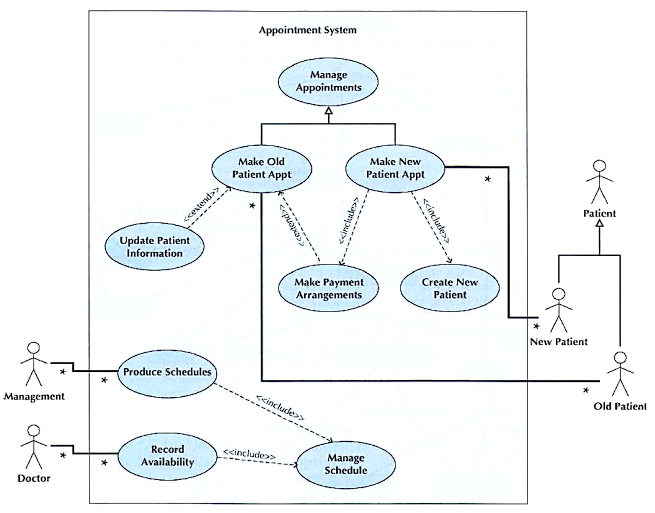 Appointment System
Manage
Appointments
Make Old
Patient Appt
Make New
Patient Appt
*
*
<<extend>>
<<extend>>
<<include>>
<<include>>
Patient
Update Patient
Information
Make Payment
Arrangements
Create New
Patient
*
New Patient
Management
*
*
Produce Schedules
*
Old Patient
<<include>>
Doctor
*
*
Record
Availability
<<include>>
Manage
Schedule